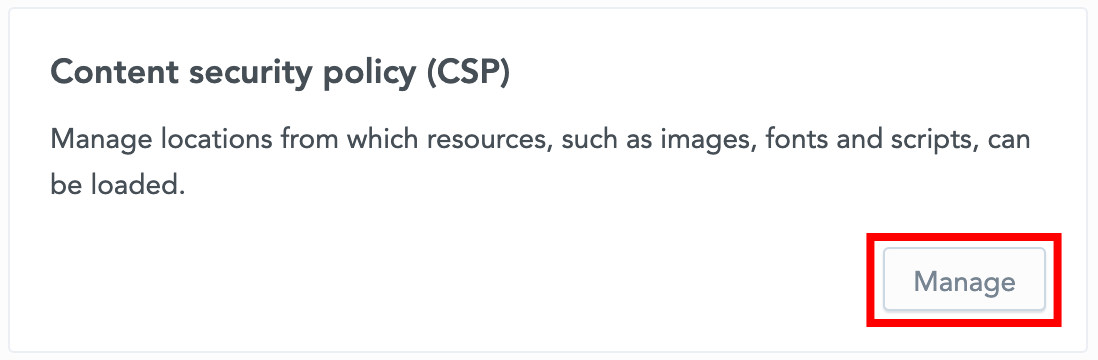 Content security policy (CSP)
Manage locations from which resources, such as images, fonts and scripts, can
be loaded.
Manage